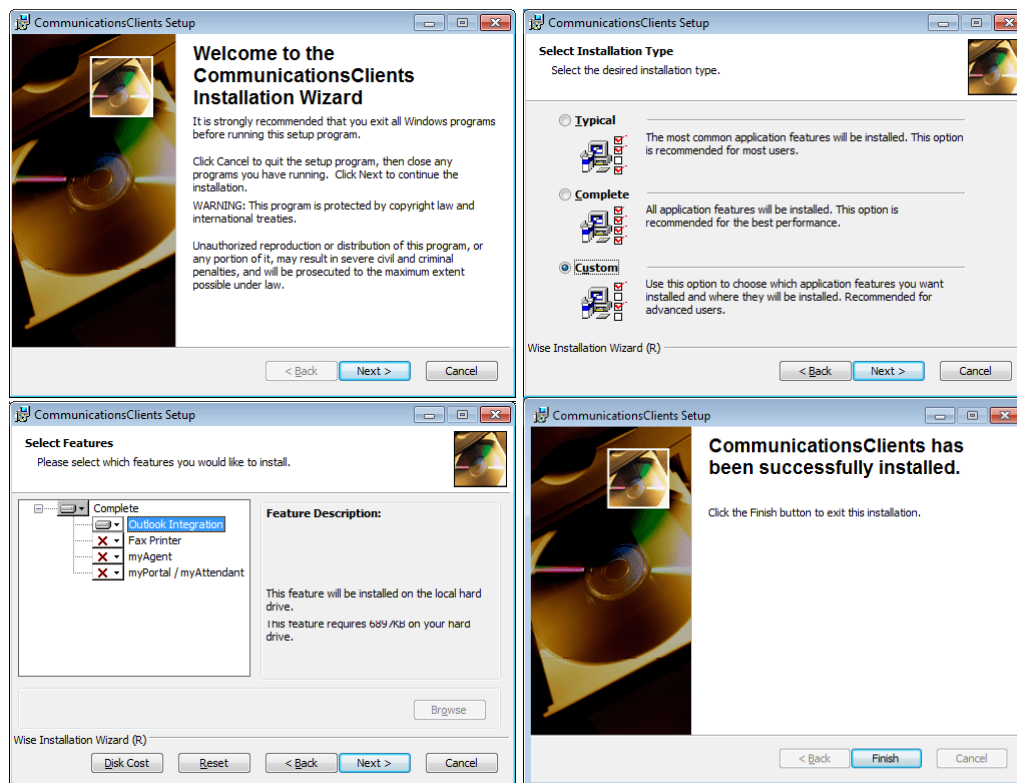 CommunicationsClients Setup
Welcome to the
CommunicationsClients
Installation Wizard
It is strongly recommended that you exit all Windows programs
before running this setup program.
Click Cancel to quit the setup program, then close any
programs you have running. Click Next to continue the
installation.
WARNING: This program is protected by copyright law and
international treaties.
Unauthorized reproduction or distribution of this program, or
any portion of it, may result in severe civil and criminal
penalties, and will be prosecuted to the maximum extent
possible under law.
< Back Next > Cancel
CommunicationsClients Setup
Select Installation Type
Select the desired installation type.
Typical
The most common application features will be installed. This option
is recommended for most users.
Complete
All application features will be installed. This option is
recommended for the best performance.
Custom
Use this option to choose which application features you want
installed and where they will be installed. Recommended for
advanced users.
Wise Installation Wizard (R)
< Back Next > Cancel
CommunicationsClients Setup
Select Features
Please select which features you would like to install.
Complete
Outlook Integration
Fax Printer
myAgent
myPortal / myAttendant
Feature Description:
This feature will be installed on the local hard
drive.
This feature requires 6897KB on your hard
drive.
Browse
Wise Installation Wizard (R)
Disk Cost Reset < Back Next > Cancel
CommunicationsClients Setup
CommunicationsClients has
been successfully installed.
Click the Finish button to exit this installation.
< Back Finish Cancel